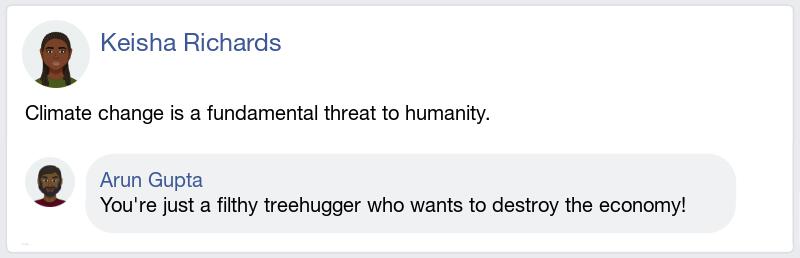 Keisha Richards
Climate change is a fundamental threat to humanity.
Arun Gupta
You're just a filthy treehugger who wants to destroy the economy!